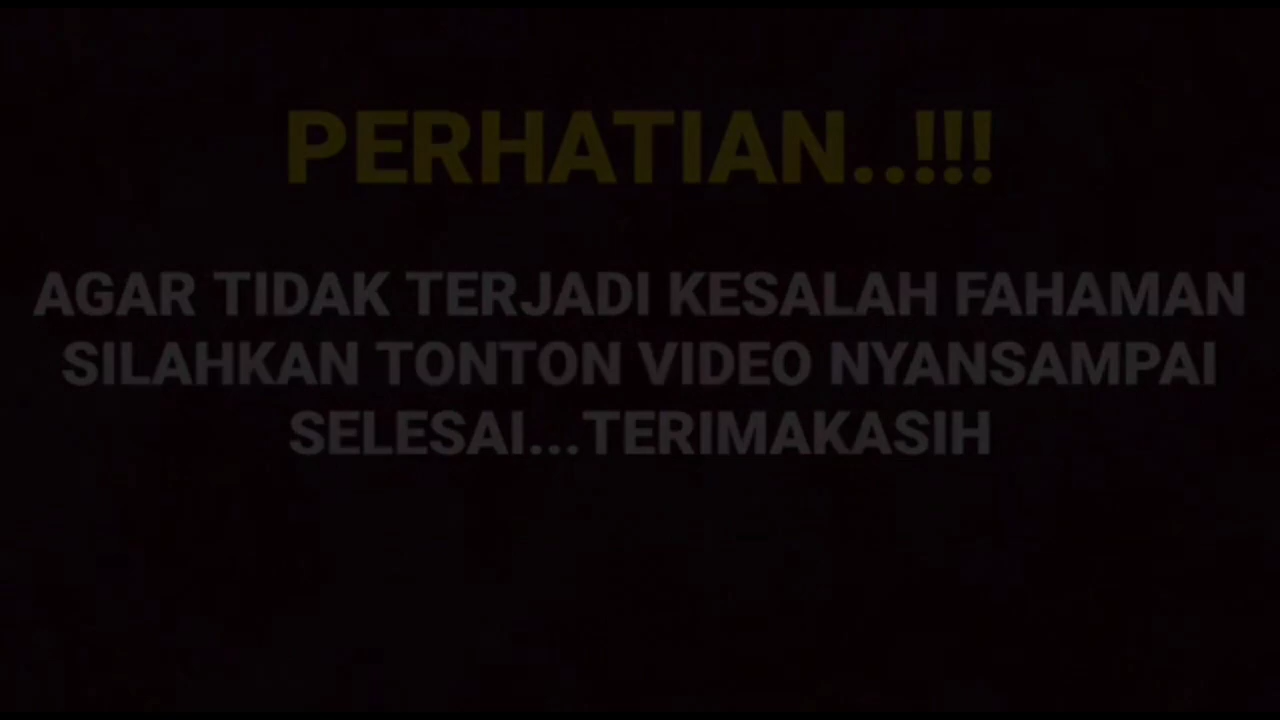 PERHATIAN..!!!
AGAR TIDAK TERJADI KESALAH FAHAMAN
SILAHKAN TONTON VIDEO NYANSAMPAI
SELESAI...TERIMAKASIH